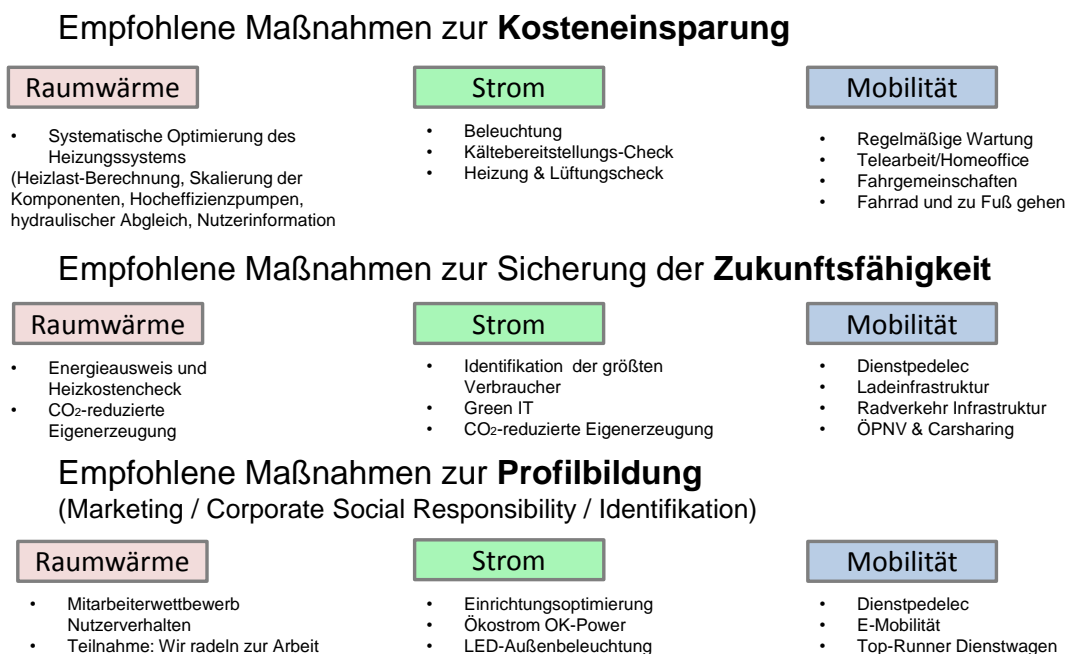 Empfohlene Maßnahmen zur Kosteneinsparung
Raumwärme
• Systematische Optimierung des
Heizungssystems
(Heizlast-Berechnung, Skalierung der
Komponenten, Hocheffizienzpumpen,
hydraulischer Abgleich, Nutzerinformation
Strom
• Beleuchtung
• Kältebereitstellungs-Check
• Heizung & Lüftungscheck
Mobilität
• Regelmäßige Wartung
• Telearbeit/Homeoffice
• Fahrgemeinschaften
• Fahrrad und zu Fuß gehen
Empfohlene Maßnahmen zur Sicherung der Zukunftsfähigkeit
Raumwärme
• Energieausweis und
Heizkostencheck
• CO2-reduzierte
Eigenerzeugung
Strom
• Identifikation der größten
Verbraucher
• Green IT
• CO2-reduzierte Eigenerzeugung
Mobilität
• Dienstpedelec
• Ladeinfrastruktur
• Radverkehr Infrastruktur
• ÖPNV & Carsharing
Empfohlene Maßnahmen zur Profilbildung
(Marketing / Corporate Social Responsibility / Identifikation)
Raumwärme
• Mitarbeiterwettbewerb
Nutzerverhalten
• Teilnahme: Wir radeln zur Arbeit
Strom
• Einrichtungsoptimierung
• Ökostrom OK-Power
• LED-Außenbeleuchtung
Mobilität
• Dienstpedelec
• E-Mobilität
• Top-Runner Dienstwagen